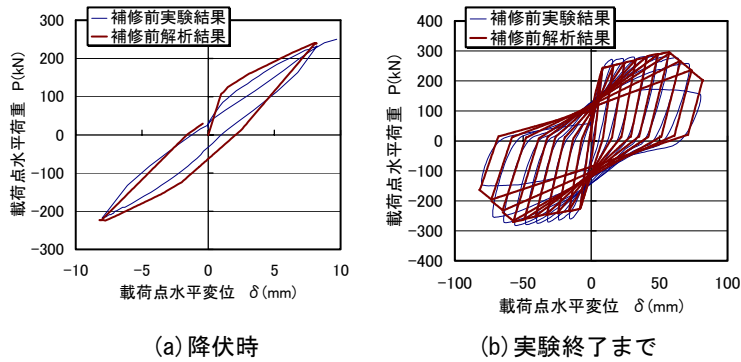 補修前実験結果
補修前解析結果
300
200
100
0
-100
-200
-300
-10
-5
0
5
10
載荷点水平荷重 P(kN)
載荷点水平変位 δ(mm)
(a) 降伏時
補修前実験結果
補修前解析結果
400
300
200
100
0
-100
-200
-300
-400
-100
-50
0
50
100
載荷点水平荷重 P(kN)
載荷点水平変位 δ(mm)
(b) 実験終了まで